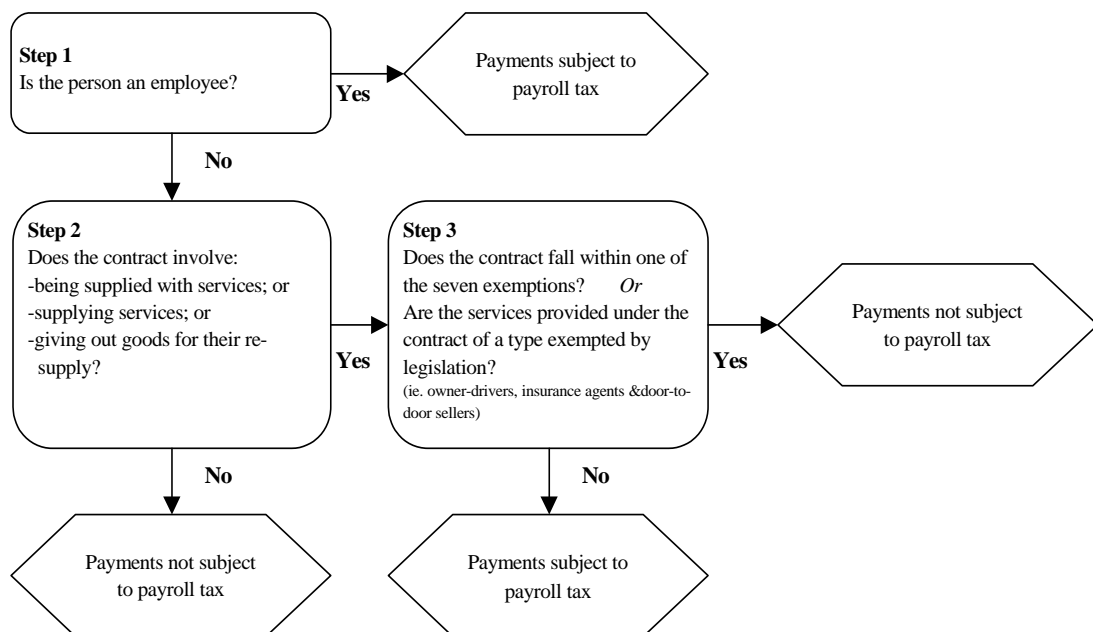 Step 1
Is the person an employee?
Yes
Payments subject to
payroll tax
No
Step 2
Does the contract involve:
-being supplied with services; or
-supplying services; or
-giving out goods for their re-
supply?
Yes
Step 3
Does the contract fall within one of
the seven exemptions? Or
Are the services provided under the
contract of a type exempted by
legislation?
(ie. owner-drivers, insurance agents &door-to-
door sellers)
Yes
Payments not subject
to payroll tax
No
Payments not subject
to payroll tax
No
Payments subject to
payroll tax